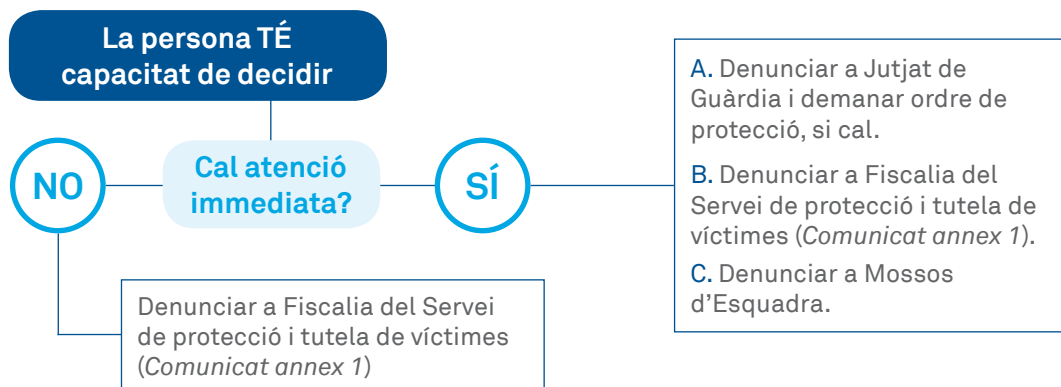 La persona TÉ
capacitat de decidir
NO
Cal atenció
immediata?
SÍ
A. Denunciar a Jutjat de
Guàrdia i demanar ordre de
protecció, si cal.
B. Denunciar a Fiscalia del
Servei de protecció i tutela de
víctimes (Comunicat annex 1).
C. Denunciar a Mossos
d’Esquadra.
Denunciar a Fiscalia del Servei
de protecció i tutela de víctimes
(Comunicat annex 1)